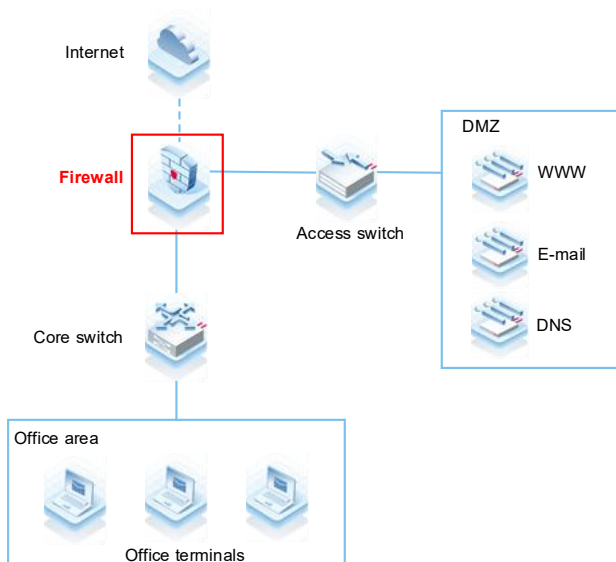 Internet
DMZ
WWW
Firewall
Access switch
E-mail
DNS
Core switch
Office area
Office terminals